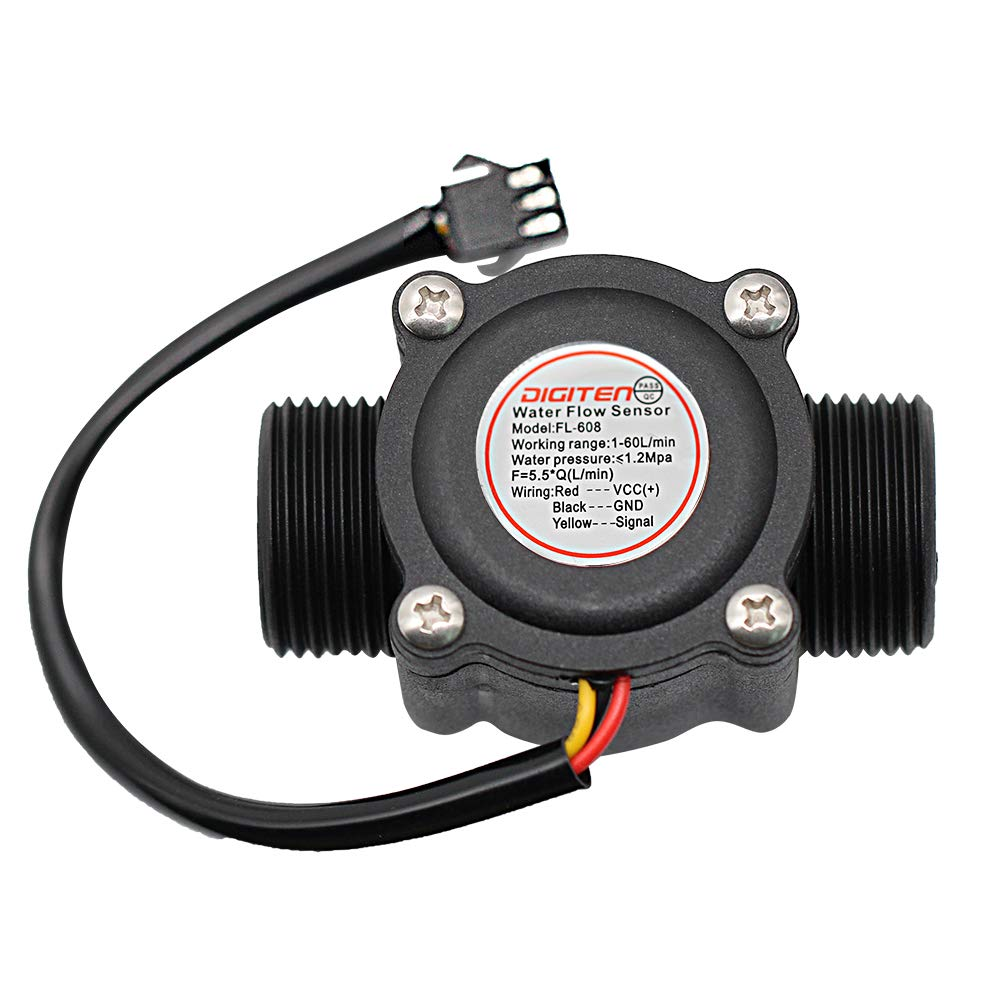 DIGITEN
PASS
QC
Water Flow Sensor
Model:FL-608
Working range:1-60L/min
Water pressure:≤1.2Mpa
F=5.5*Q(L/min)
Wiring:Red ---VCC(+)
Black---GND
Yellow---Signal